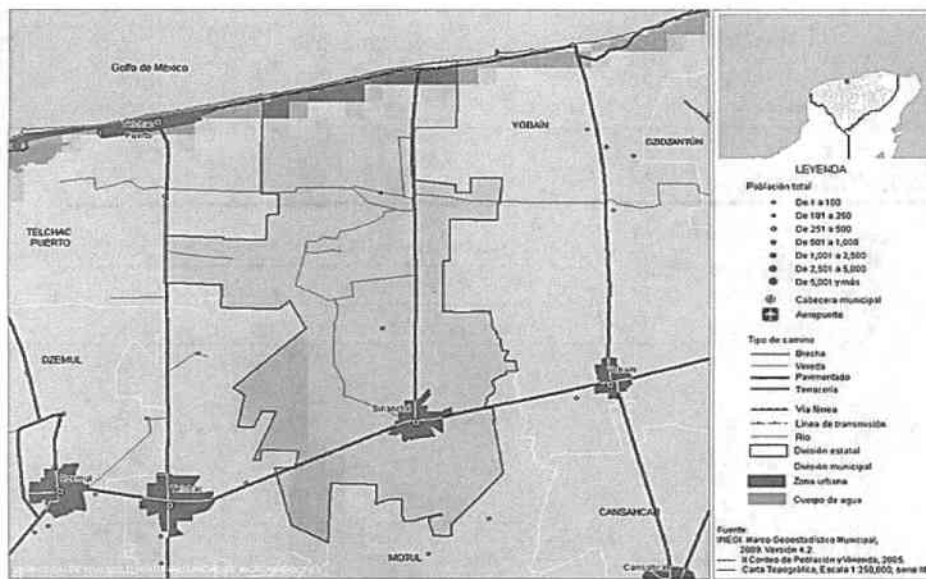 Golfo de México
YOBAÍN
DZIDZANTÚN
TELCHAC
PUERTO
DZEMUL
Sinanché
Dzemul
CANSAHCAB
MOTUL
Cansahcab
LEYENDA
Población total
De 1 a 100
De 101 a 250
De 251 a 500
De 501 a 1,000
De 1,001 a 2,500
De 2,501 a 5,000
De 5,001 y más
Cabecera municipal
Aeropuerto
Tipo de camino
Brecha
Vereda
Pavimentado
Terracería
Vía férrea
Línea de transmisión
Río
División estatal
División municipal
Zona urbana
Cuerpo de agua
Fuente:
INEGI. Marco Geoestadístico Municipal,
2009. Versión 4.2.
II Conteo de Población y Vivienda, 2005.
Carta Topográfica, Escala 1:250,000; serie III